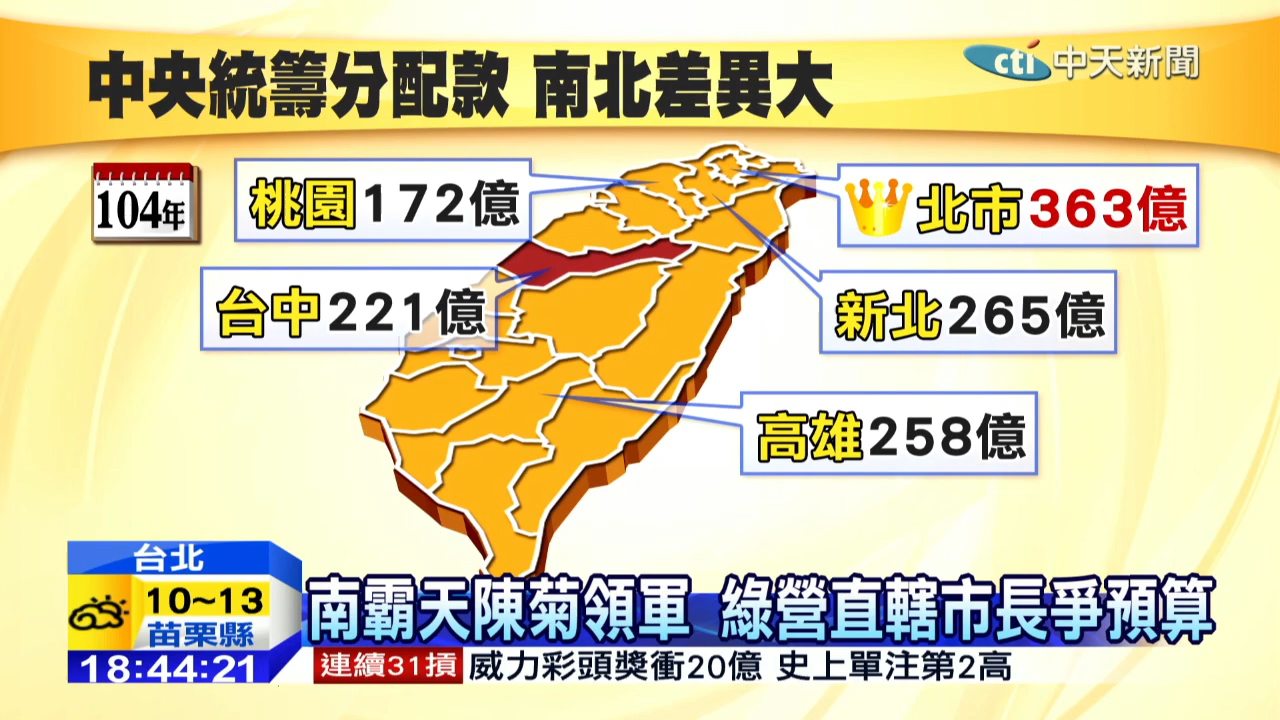 中央統籌分配款 南北差異大
cti 中天新聞
104年
桃園172億
北市363億
台中221億
新北265億
高雄258億
台北
10~13
苗栗縣
18:44:21
南霸天陳菊領軍 綠營直轄市長爭預算
連續31摃 威力彩頭獎衝20億 史上單注第2高